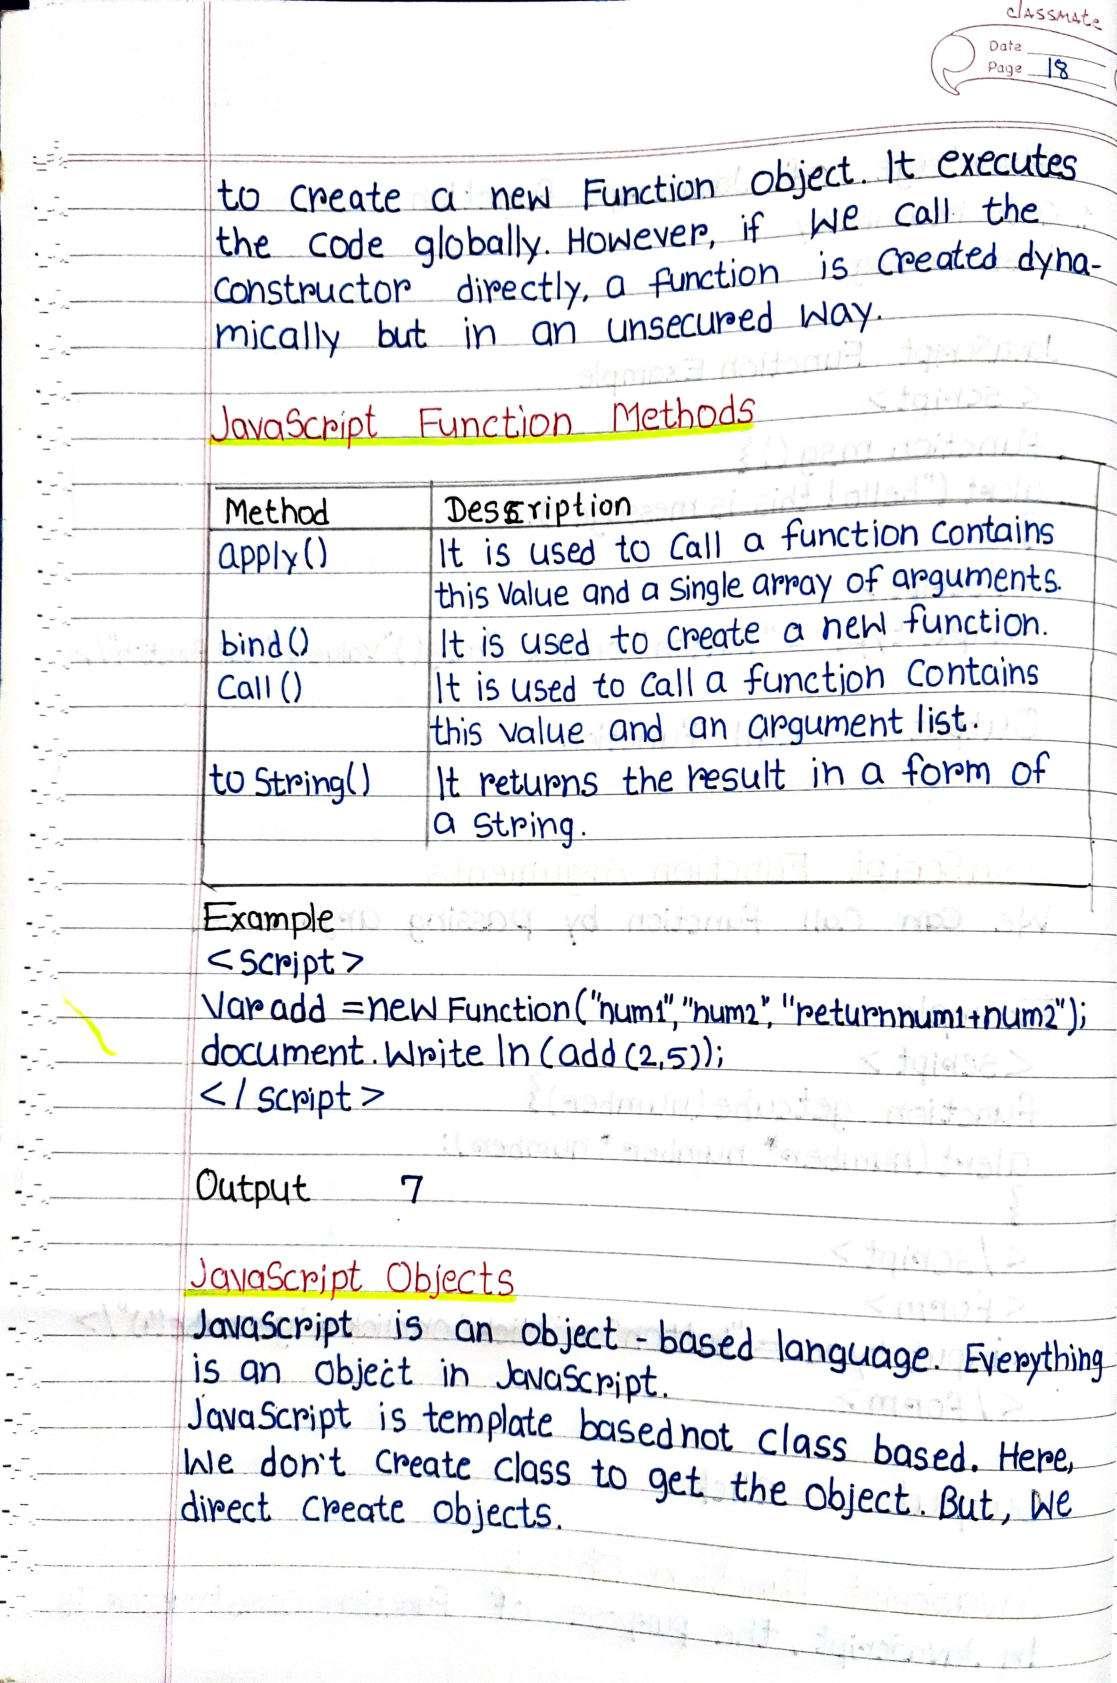 classmate
Date
Page 18
to create a new Function object. It executes
the code globally. However, if we call the
constructor directly, a function is created dyna-
mically but in an unsecured way.
JavaScript Function Methods
Method Description
apply() It is used to call a function contains
this value and a single array of arguments.
bind() It is used to create a new function.
Call() It is used to call a function contains
this value and an argument list.
to String() It returns the result in a form of
a string.
Example
<script>
Var add = new Function("num1","num2","returnnum1+num2");
document.Write ln (add (2,5));
</script>
Output 7
JavaScript Objects
JavaScript is an object-based language. Everything
is an object in JavaScript.
JavaScript is template based not class based. Here,
we don't create class to get the object. But, we
direct create objects.